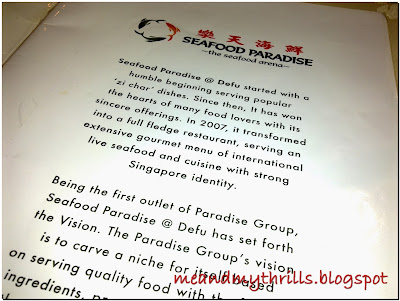 樂天海鮮
SEAFOOD PARADISE
~the seafood arena~
Seafood Paradise @ Defu started with a
humble beginning serving popular
'zi char' dishes. Since then, It has won
the hearts of many food lovers with its
sincere offerings. In 2007, it transformed
into a full fledge restaurant, serving an
extensive gourmet menu of international
live seafood and cuisine with strong
Singapore identity.
Being the first outlet of Paradise Group,
Seafood Paradise @ Defu has set forth
the Vision. The Paradise Group's vision
is to carve a niche for itself based
on serving quality food with the
ingredients,
meandmythrills.blogspot